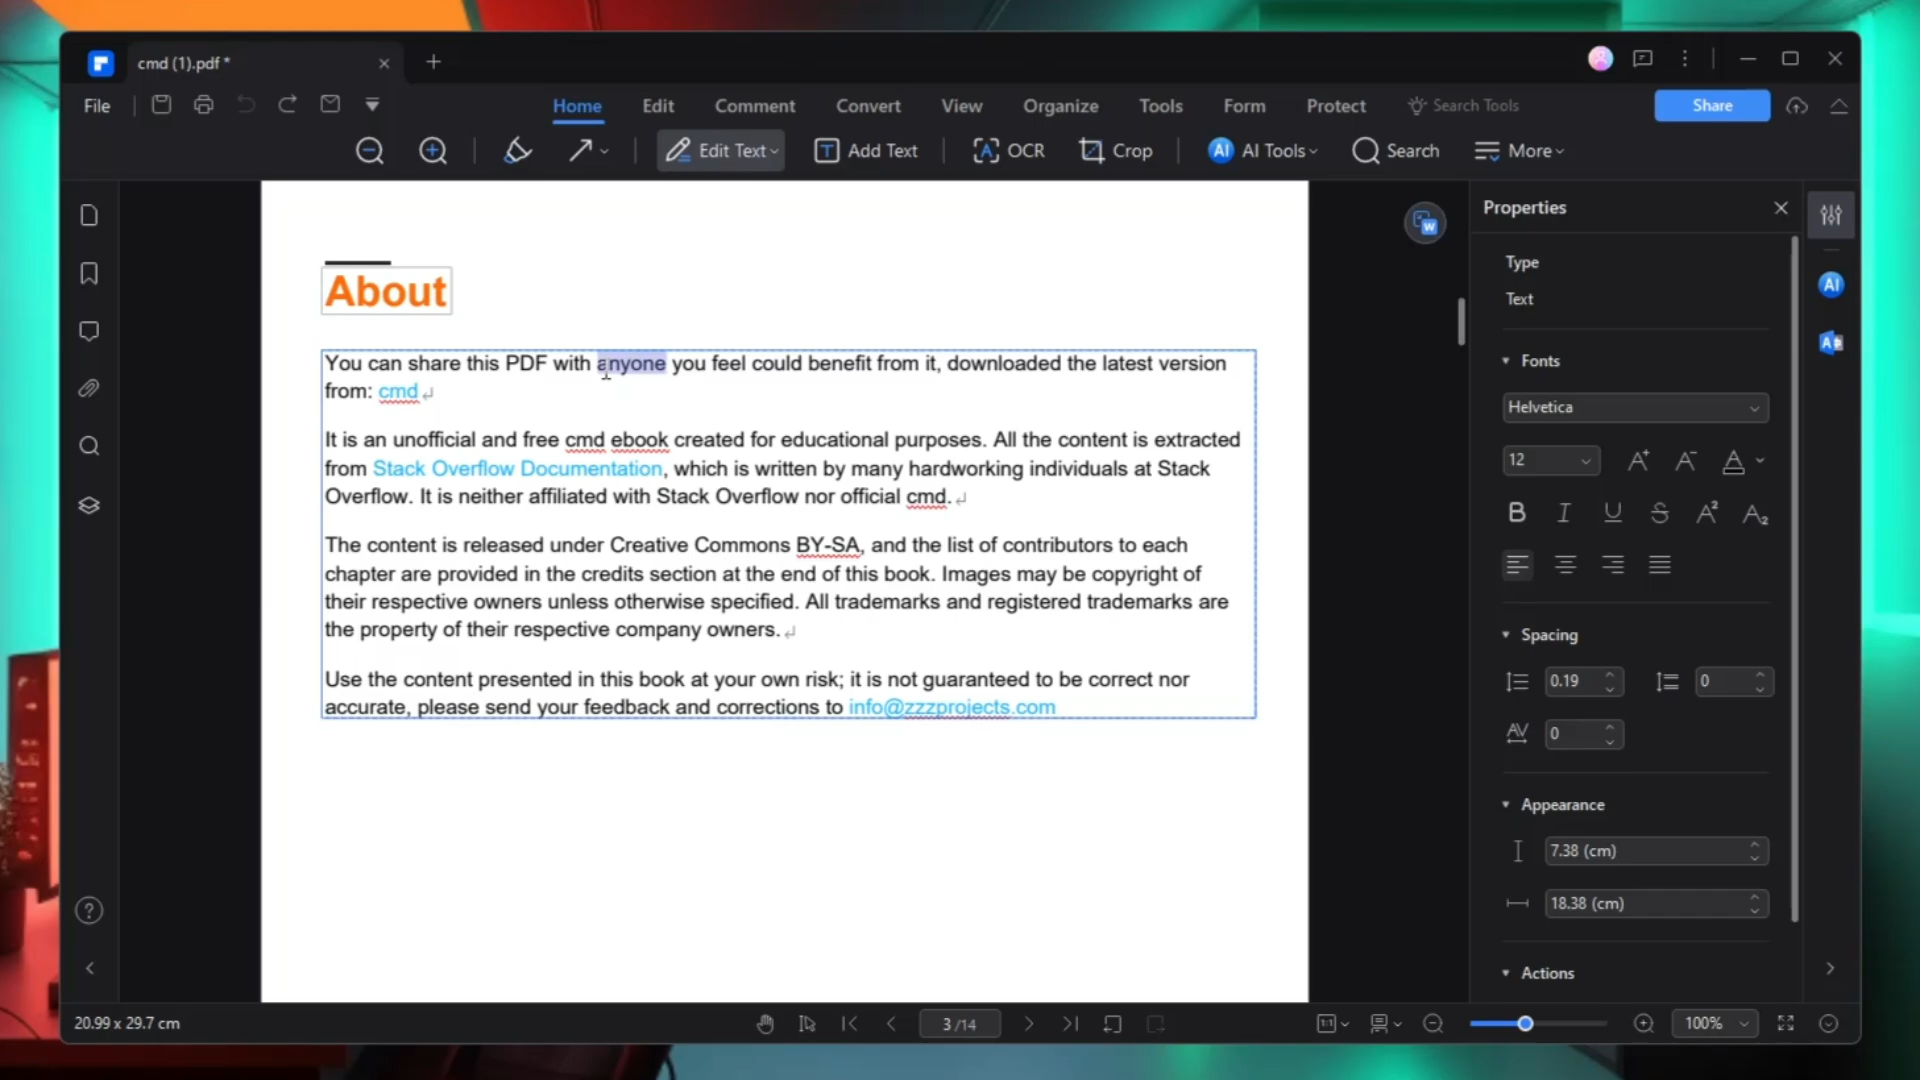 cmd (1).pdf *
File
Home
Edit
Comment
Convert
View
Organize
Tools
Form
Protect
Search Tools
Share
Edit Text
Add Text
OCR
Crop
AI
AI Tools
Search
More
About
You can share this PDF with anyone you feel could benefit from it, downloaded the latest version
from: cmd
It is an unofficial and free cmd ebook created for educational purposes. All the content is extracted
from Stack Overflow Documentation, which is written by many hardworking individuals at Stack
Overflow. It is neither affiliated with Stack Overflow nor official cmd.
The content is released under Creative Commons BY-SA, and the list of contributors to each
chapter are provided in the credits section at the end of this book. Images may be copyright of
their respective owners unless otherwise specified. All trademarks and registered trademarks are
the property of their respective company owners.
Use the content presented in this book at your own risk; it is not guaranteed to be correct nor
accurate, please send your feedback and corrections to info@zzzprojects.com
Properties
Type
Text
Fonts
Helvetica
12
Spacing
0.19
0
0
Appearance
7.38 (cm)
18.38 (cm)
Actions
AI
20.99 x 29.7 cm
3 /14
100%